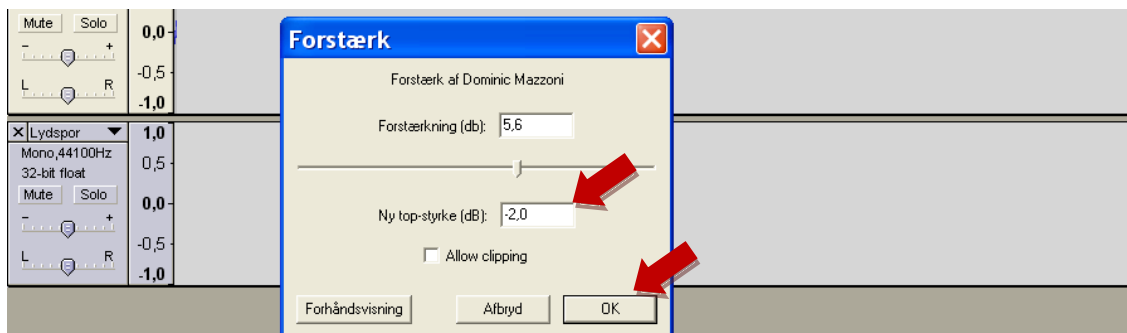 Mute Solo
0,0
- +
-0,5
L R
-1,0
Lydspor
1,0
Mono,44100Hz
0,5
32-bit float
Mute Solo
0,0
- +
-0,5
L R
-1,0
Forstærk
Forstærk af Dominic Mazzoni
Forstærkning (db): 5,6
Ny top-styrke (dB): -2,0
Allow clipping
Forhåndsvisning Afbryd OK